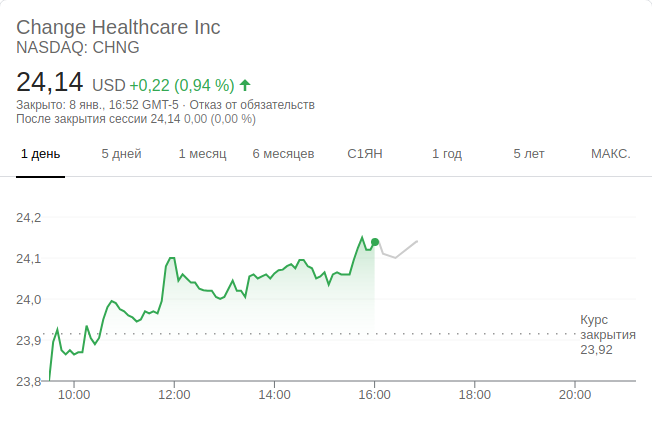 Change Healthcare Inc
NASDAQ: CHNG
24,14 USD +0,22 (0,94 %)
Закрыто: 8 янв., 16:52 GMT-5 · Отказ от обязательств
После закрытия сессии 24,14 0,00 (0,00 %)
1 день 5 дней 1 месяц 6 месяцев С1ЯН 1 год 5 лет МАКС.
24,2
24,1
24,0
23,9
23,8
Курс
закрытия
23,92
10:00 12:00 14:00 16:00 18:00 20:00